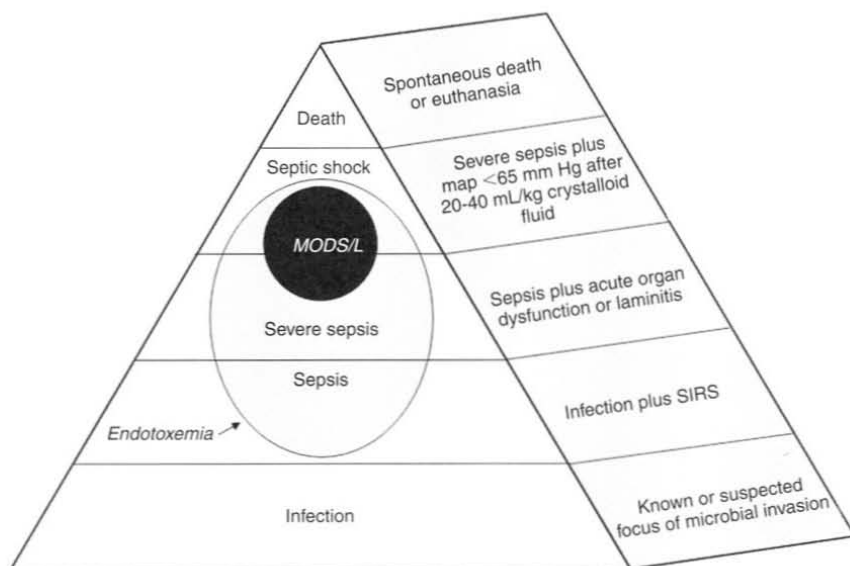 Death
Spontaneous death
or euthanasia
Septic shock
Severe sepsis plus
map <65 mm Hg after
20-40 mL/kg crystalloid
fluid
MODS/L
Severe sepsis
Sepsis plus acute organ
dysfunction or laminitis
Sepsis
Endotoxemia
Infection plus SIRS
Infection
Known or suspected
focus of microbial invasion